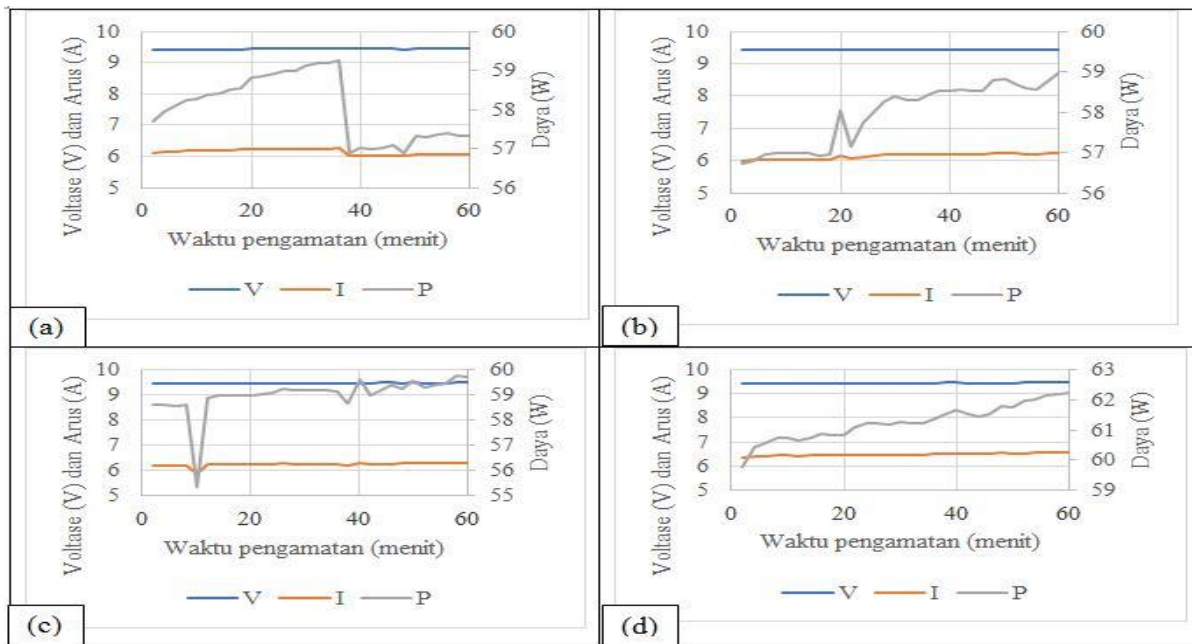 Voltase (V) dan Arus (A)
10
9
8
7
6
5
60
59
58
57
56
Daya (W)
0 20 40 60
Waktu pengamatan (menit)
V I P
(a)
Voltase (V) dan Arus (A)
10
9
8
7
6
5
60
59
58
57
56
Daya (W)
0 20 40 60
Waktu pengamatan (menit)
V I P
(b)
Voltase (V) dan Arus (A)
10
9
8
7
6
5
60
59
58
57
56
55
Daya (W)
0 20 40 60
Waktu pengamatan (menit)
V I P
(c)
Voltase (V) dan Arus (A)
10
9
8
7
6
5
63
62
61
60
59
Daya (W)
0 20 40 60
Waktu pengamatan (menit)
V I P
(d)